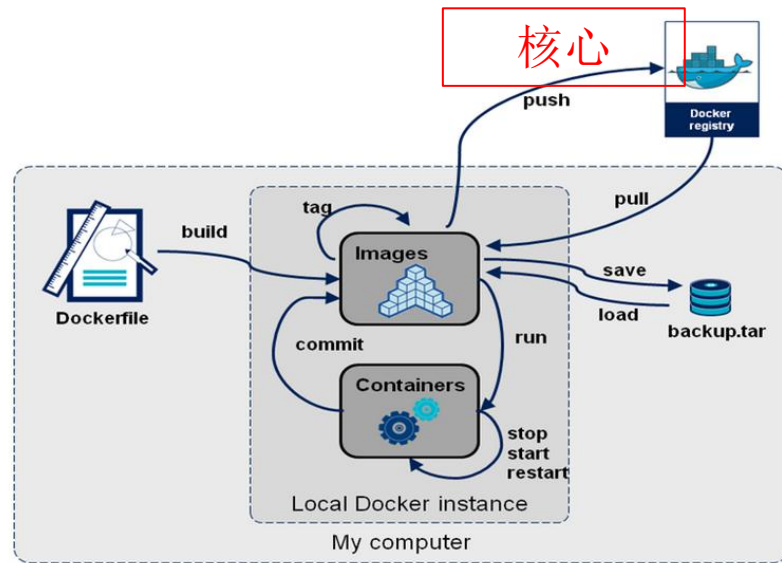 核心
push
Docker
registry
pull
tag
build
Images
save
Dockerfile
load
backup.tar
commit
run
Containers
stop
start
restart
Local Docker instance
My computer